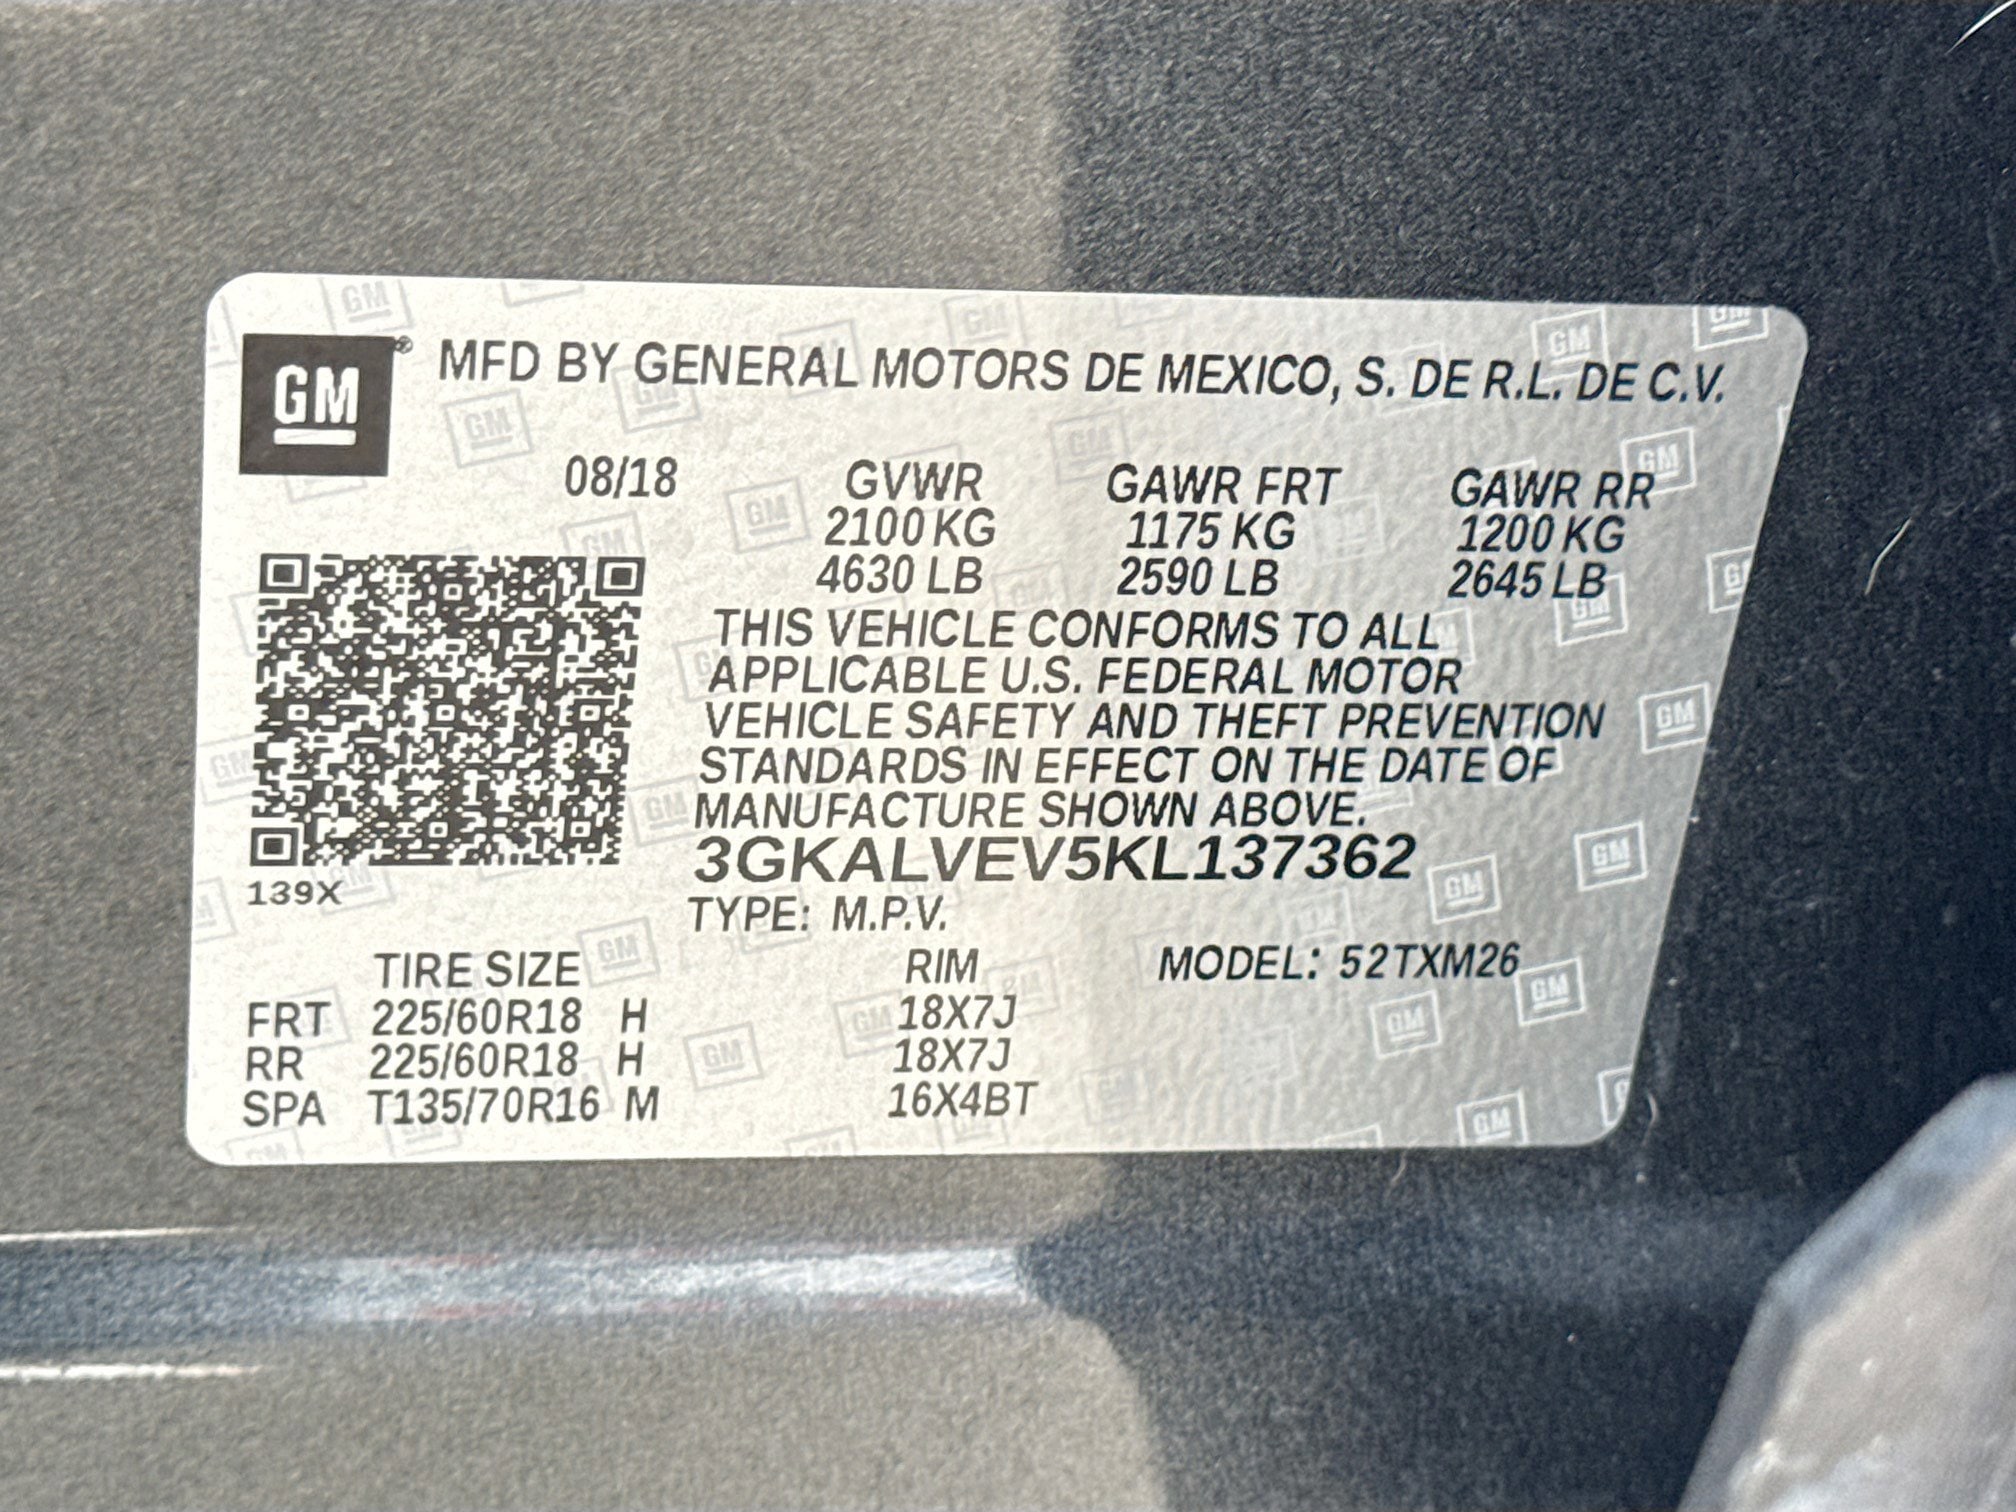 GM ® MFD BY GENERAL MOTORS DE MEXICO, S. DE R.L. DE C.V.
08/18 GVWR GAWR FRT GAWR RR
2100 KG 1175 KG 1200 KG
4630 LB 2590 LB 2645 LB
THIS VEHICLE CONFORMS TO ALL
APPLICABLE U.S. FEDERAL MOTOR
VEHICLE SAFETY AND THEFT PREVENTION
STANDARDS IN EFFECT ON THE DATE OF
MANUFACTURE SHOWN ABOVE.
3GKALVEV5KL137362
139X
TYPE: M.P.V.
TIRE SIZE RIM MODEL: 52TXM26
FRT 225/60R18 H 18X7J
RR 225/60R18 H 18X7J
SPA T135/70R16 M 16X4BT